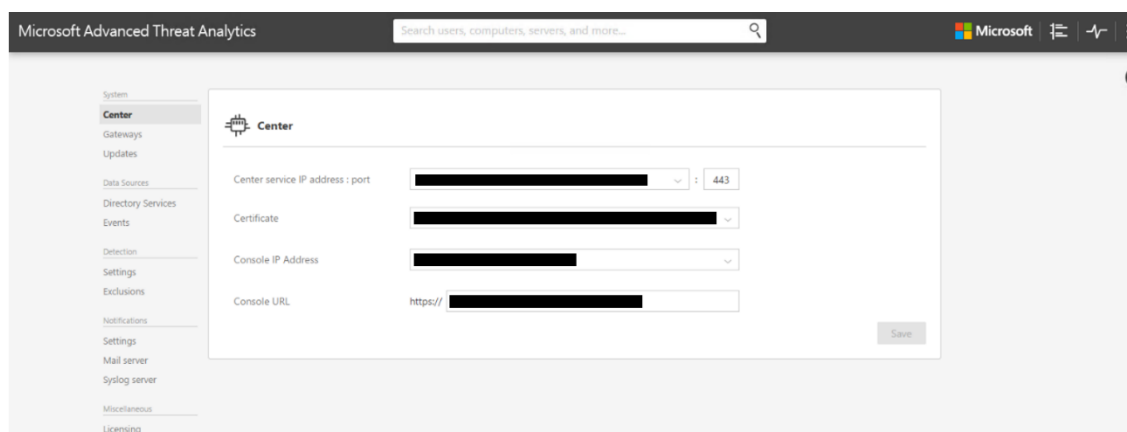 Microsoft Advanced Threat Analytics
Search users, computers, servers, and more...
Microsoft
System
Center
Gateways
Updates
Data Sources
Directory Services
Events
Detection
Settings
Exclusions
Notifications
Settings
Mail server
Syslog server
Miscellaneous
Licensing
Center
Center service IP address : port
: 443
Certificate
Console IP Address
Console URL https://
Save